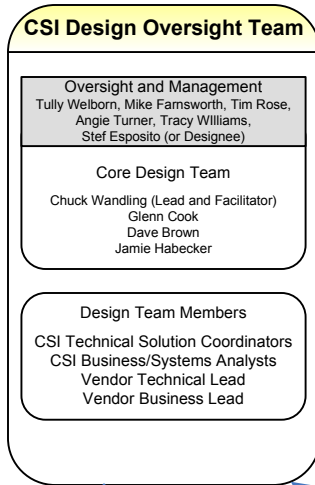 CSI Design Oversight Team
Oversight and Management
Tully Welborn, Mike Farnsworth, Tim Rose,
Angie Turner, Tracy WIlliams,
Stef Esposito (or Designee)
Core Design Team
Chuck Wandling (Lead and Facilitator)
Glenn Cook
Dave Brown
Jamie Habecker
Design Team Members
CSI Technical Solution Coordinators
CSI Business/Systems Analysts
Vendor Technical Lead
Vendor Business Lead